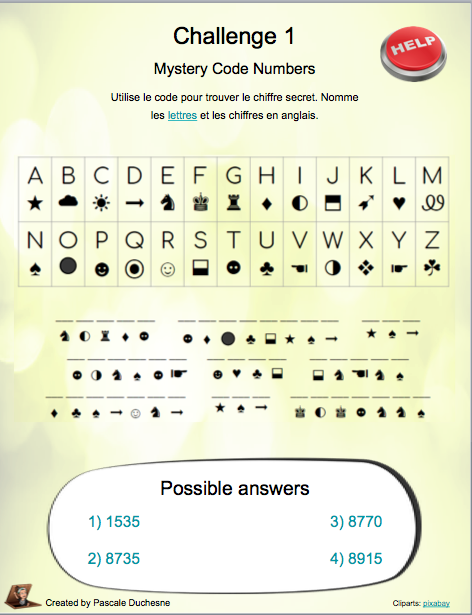 Challenge 1
HELP
Mystery Code Numbers
Utilise le code pour trouver le chiffre secret. Nomme
les lettres et les chiffres en anglais.
A B C D E F G H I J K L M
N O P Q R S T U V W X Y Z
Possible answers
1) 1535 3) 8770
2) 8735 4) 8915
Created by Pascale Duchesne Cliparts: pixabay